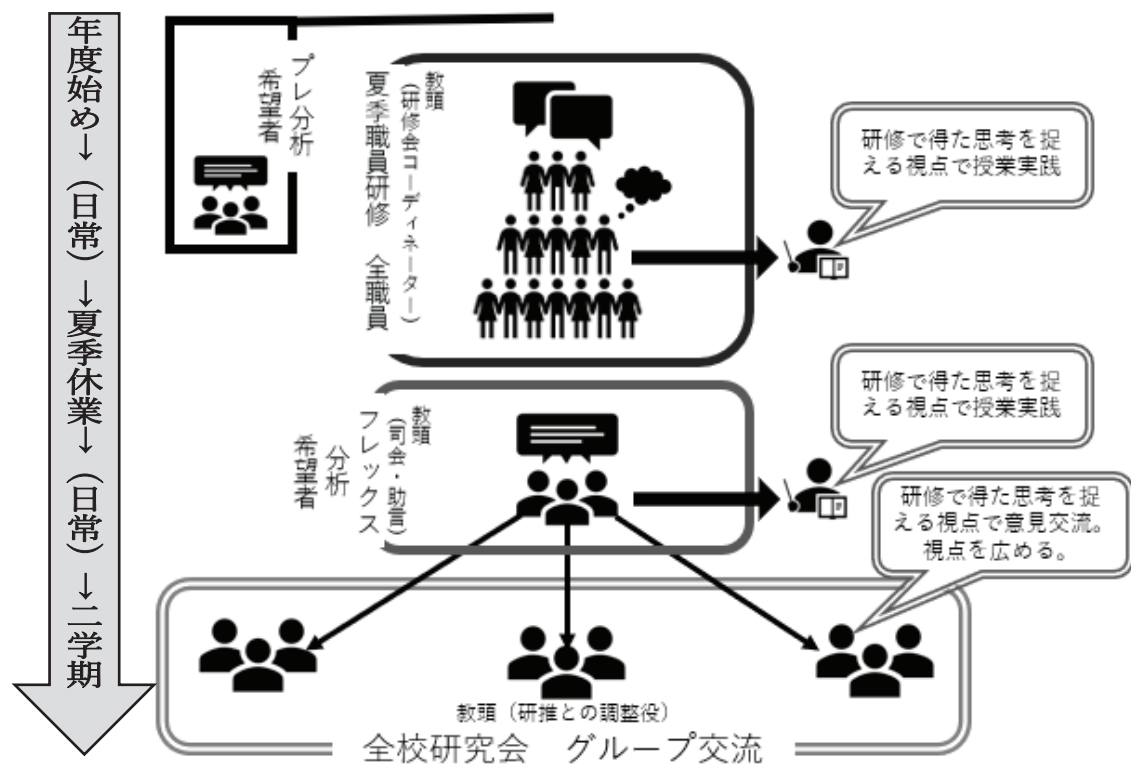 年度始め→（日常）→夏季休業→（日常）→二学期
プレ分析
希望者
教頭
（研修会コーディネーター）
夏季職員研修　全職員
研修で得た思考を捉
える視点で授業実践
教頭
（司会・助言）
フレックス
分析
希望者
研修で得た思考を捉
える視点で授業実践
研修で得た思考を捉
える視点で意見交流。
視点を広める。
教頭（研推との調整役）
全校研究会　グループ交流